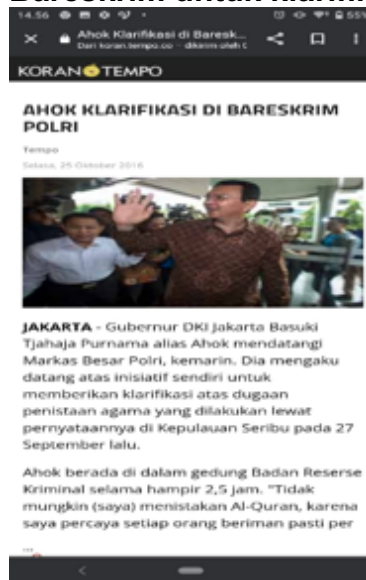 14.56
55%
Ahok Klarifikasi di Baresk...
Dari koran.tempo.co – dikirim oleh G
KORAN TEMPO
AHOK KLARIFIKASI DI BARESKRIM
POLRI
Tempo
Selasa, 25 Oktober 2016
JAKARTA - Gubernur DKI Jakarta Basuki
Tjahaja Purnama alias Ahok mendatangi
Markas Besar Polri, kemarin. Dia mengaku
datang atas inisiatif sendiri untuk
memberikan klarifikasi atas dugaan
penistaan agama yang dilakukan lewat
pernyataannya di Kepulauan Seribu pada 27
September lalu.
Ahok berada di dalam gedung Badan Reserse
Kriminal selama hampir 2,5 jam. "Tidak
mungkin (saya) menistakan Al-Quran, karena
saya percaya setiap orang beriman pasti per
...